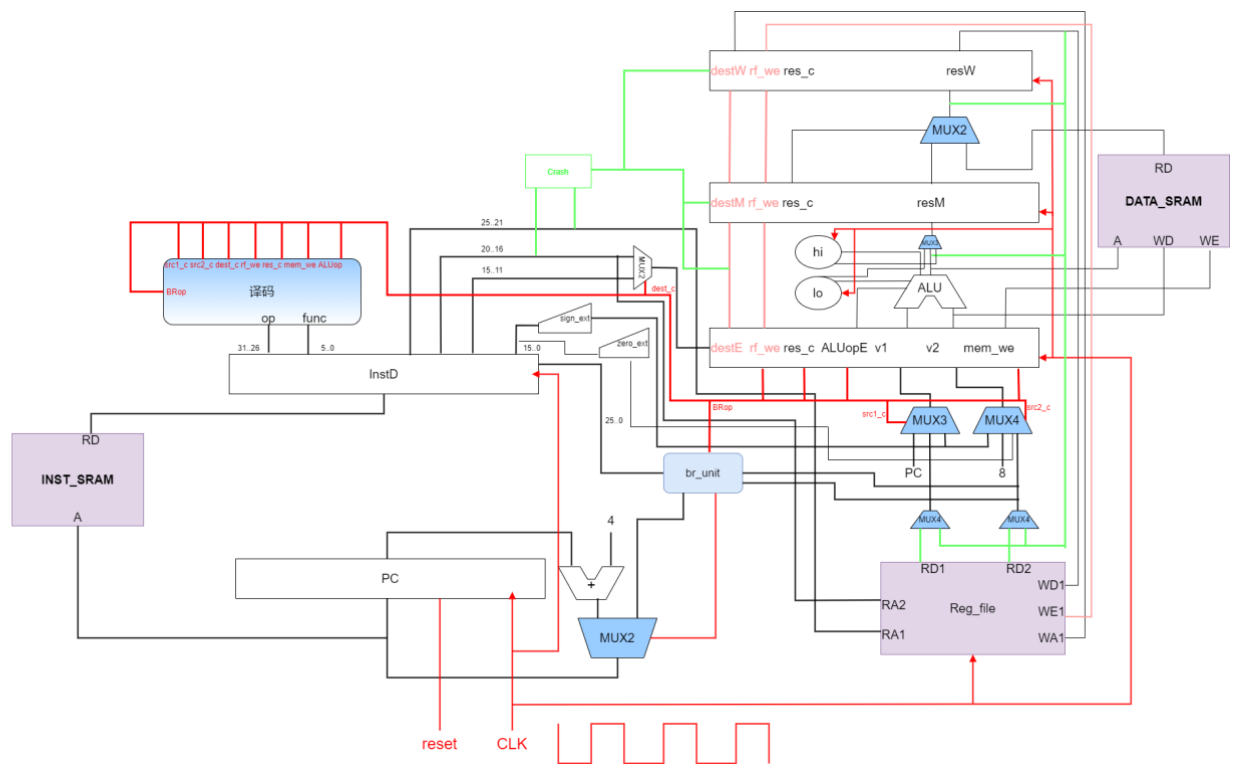 destW rf_we res_c resW
MUX2
RD
DATA_SRAM
A WD WE
Crash
destM rf_we res_c resM
25..21
20..16
15..11
MUX2
dest_c
MUX3
hi
lo
ALU
src1_c src2_c dest_c rf_we res_c mem_we ALUop
BRop
译码
op func
31..26 5..0
sign_ext
zero_ext
15..0
InstD
destE rf_we res_c ALUopE v1 v2 mem_we
BRop
src1_c
src2_c
MUX3
MUX4
25..0
PC
8
RD
INST_SRAM
A
br_unit
MUX4
MUX4
4
+
PC
MUX2
RD1 RD2
WD1
RA2
Reg_file
WE1
RA1
WA1
reset
CLK